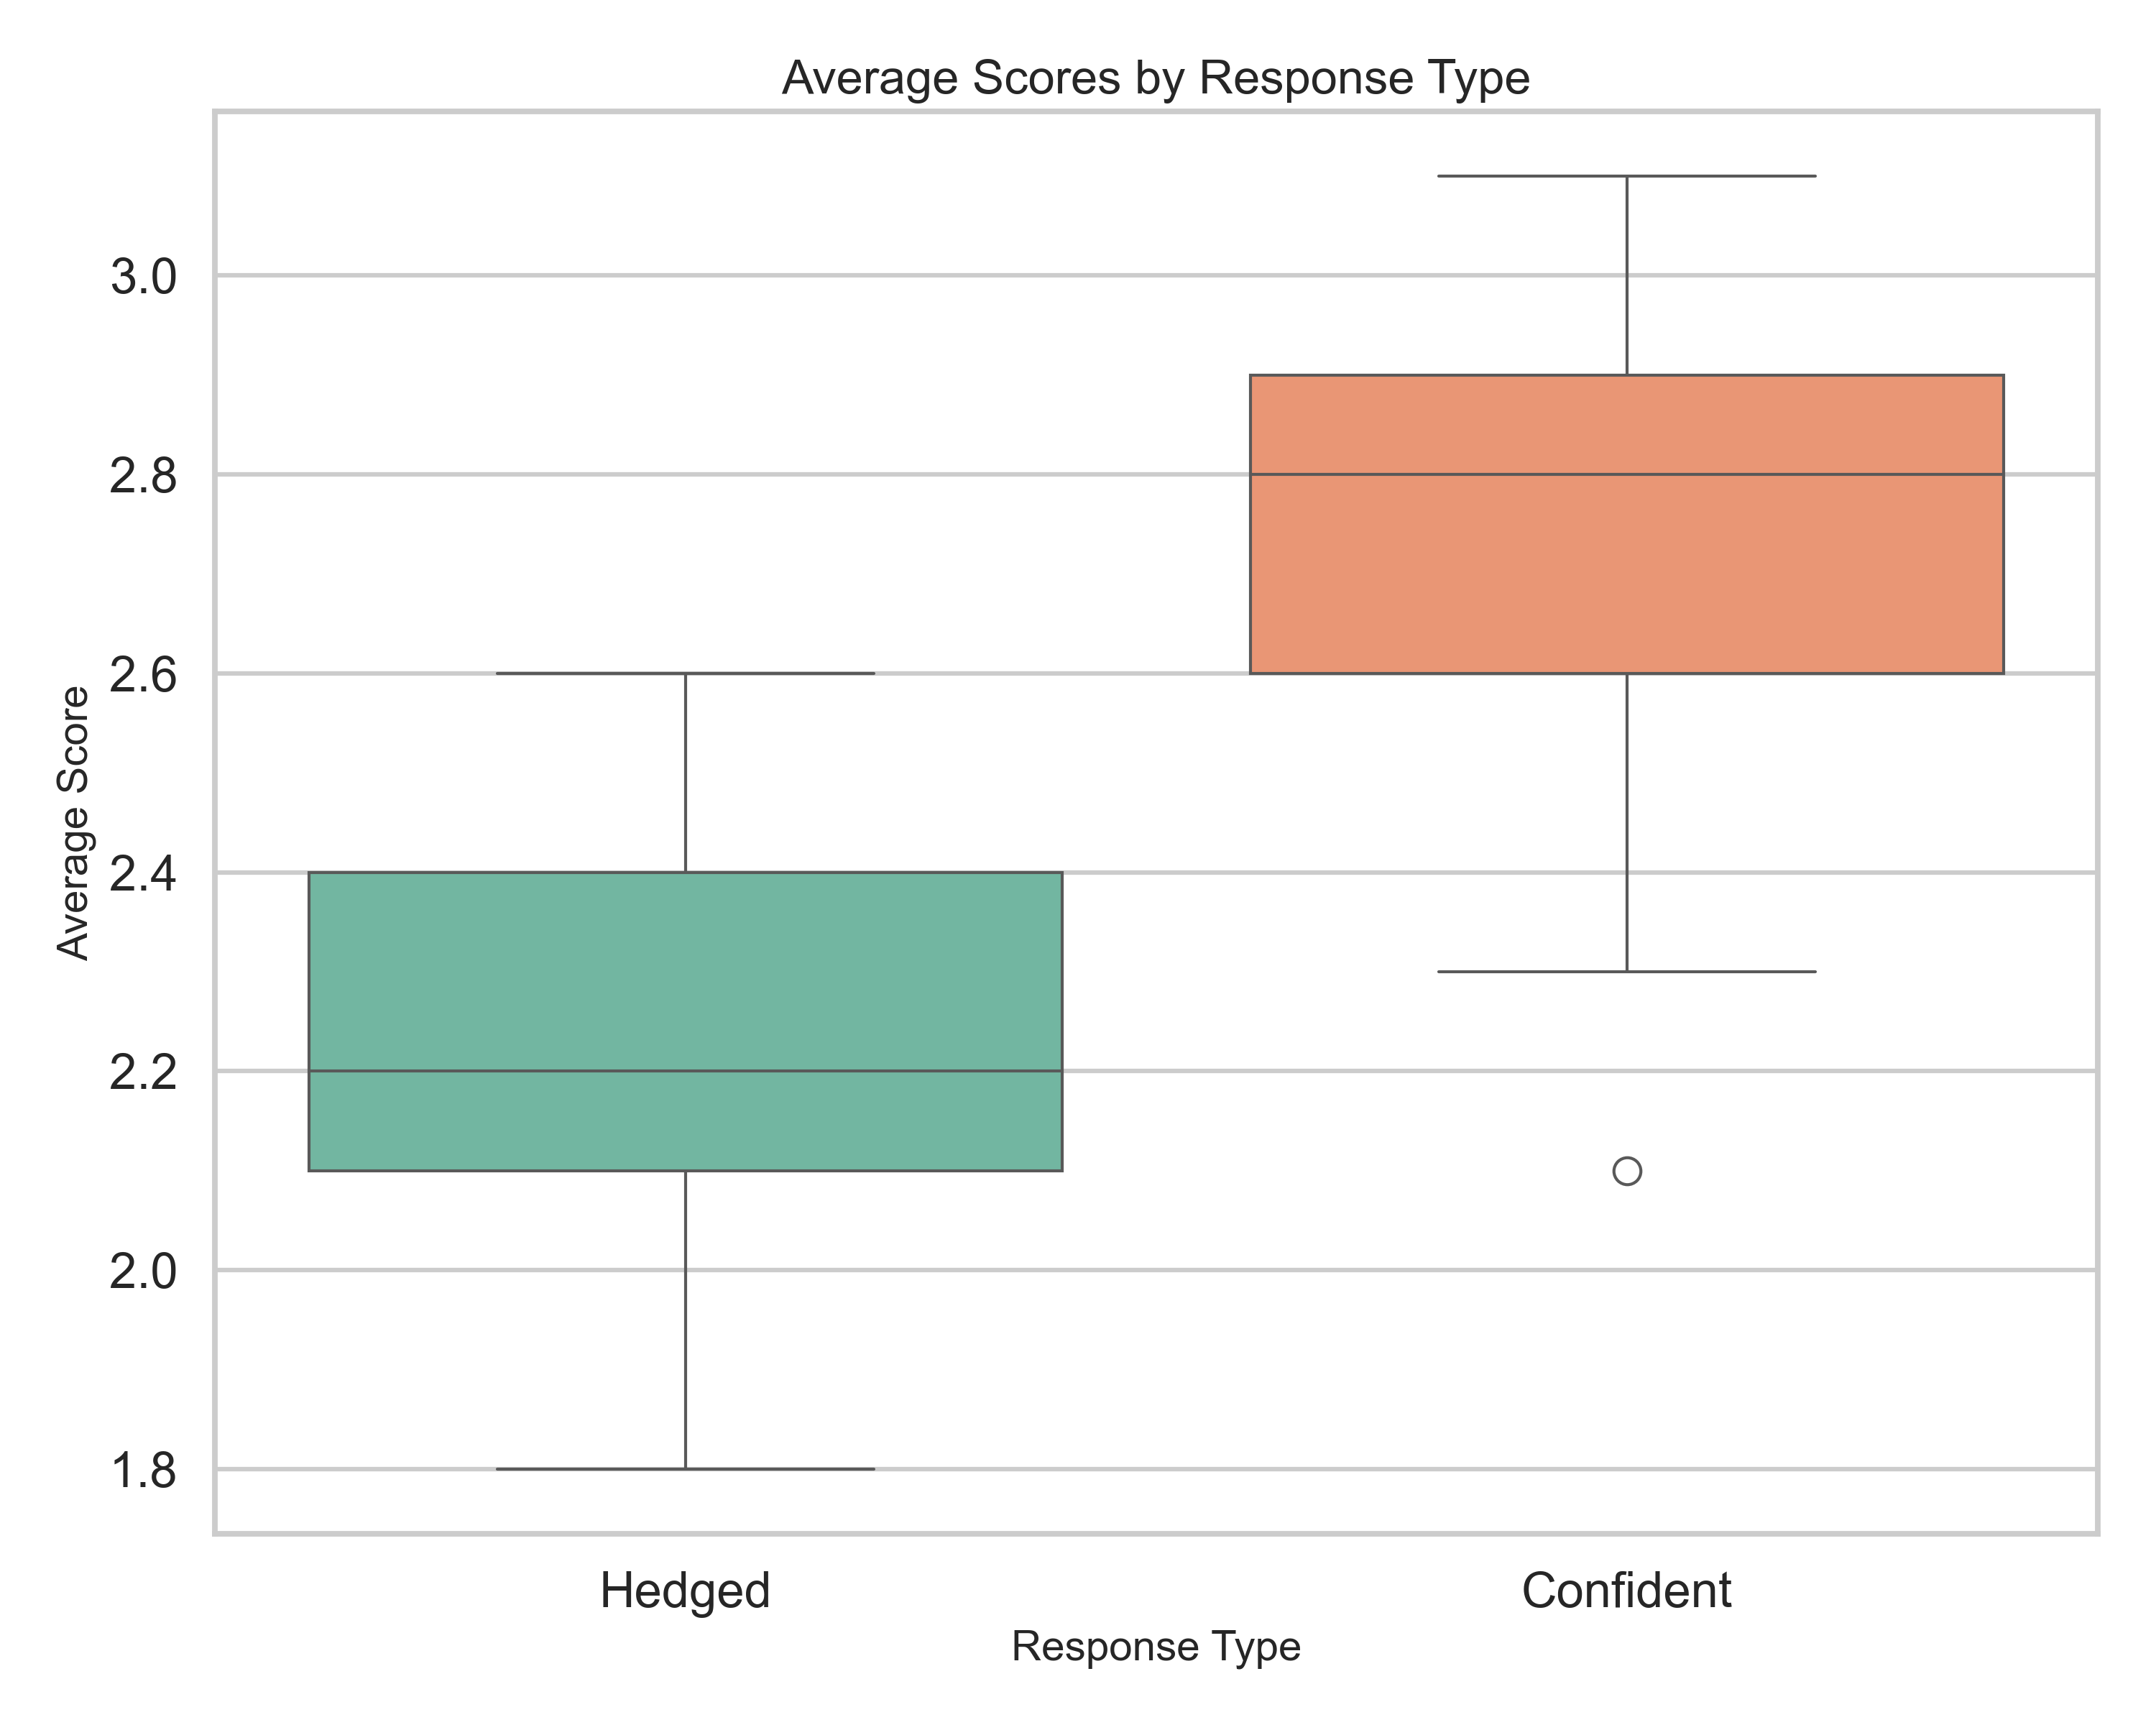 Average Scores by Response Type
Average Score
3.0
2.8
2.6
2.4
2.2
2.0
1.8
Hedged
Confident
Response Type